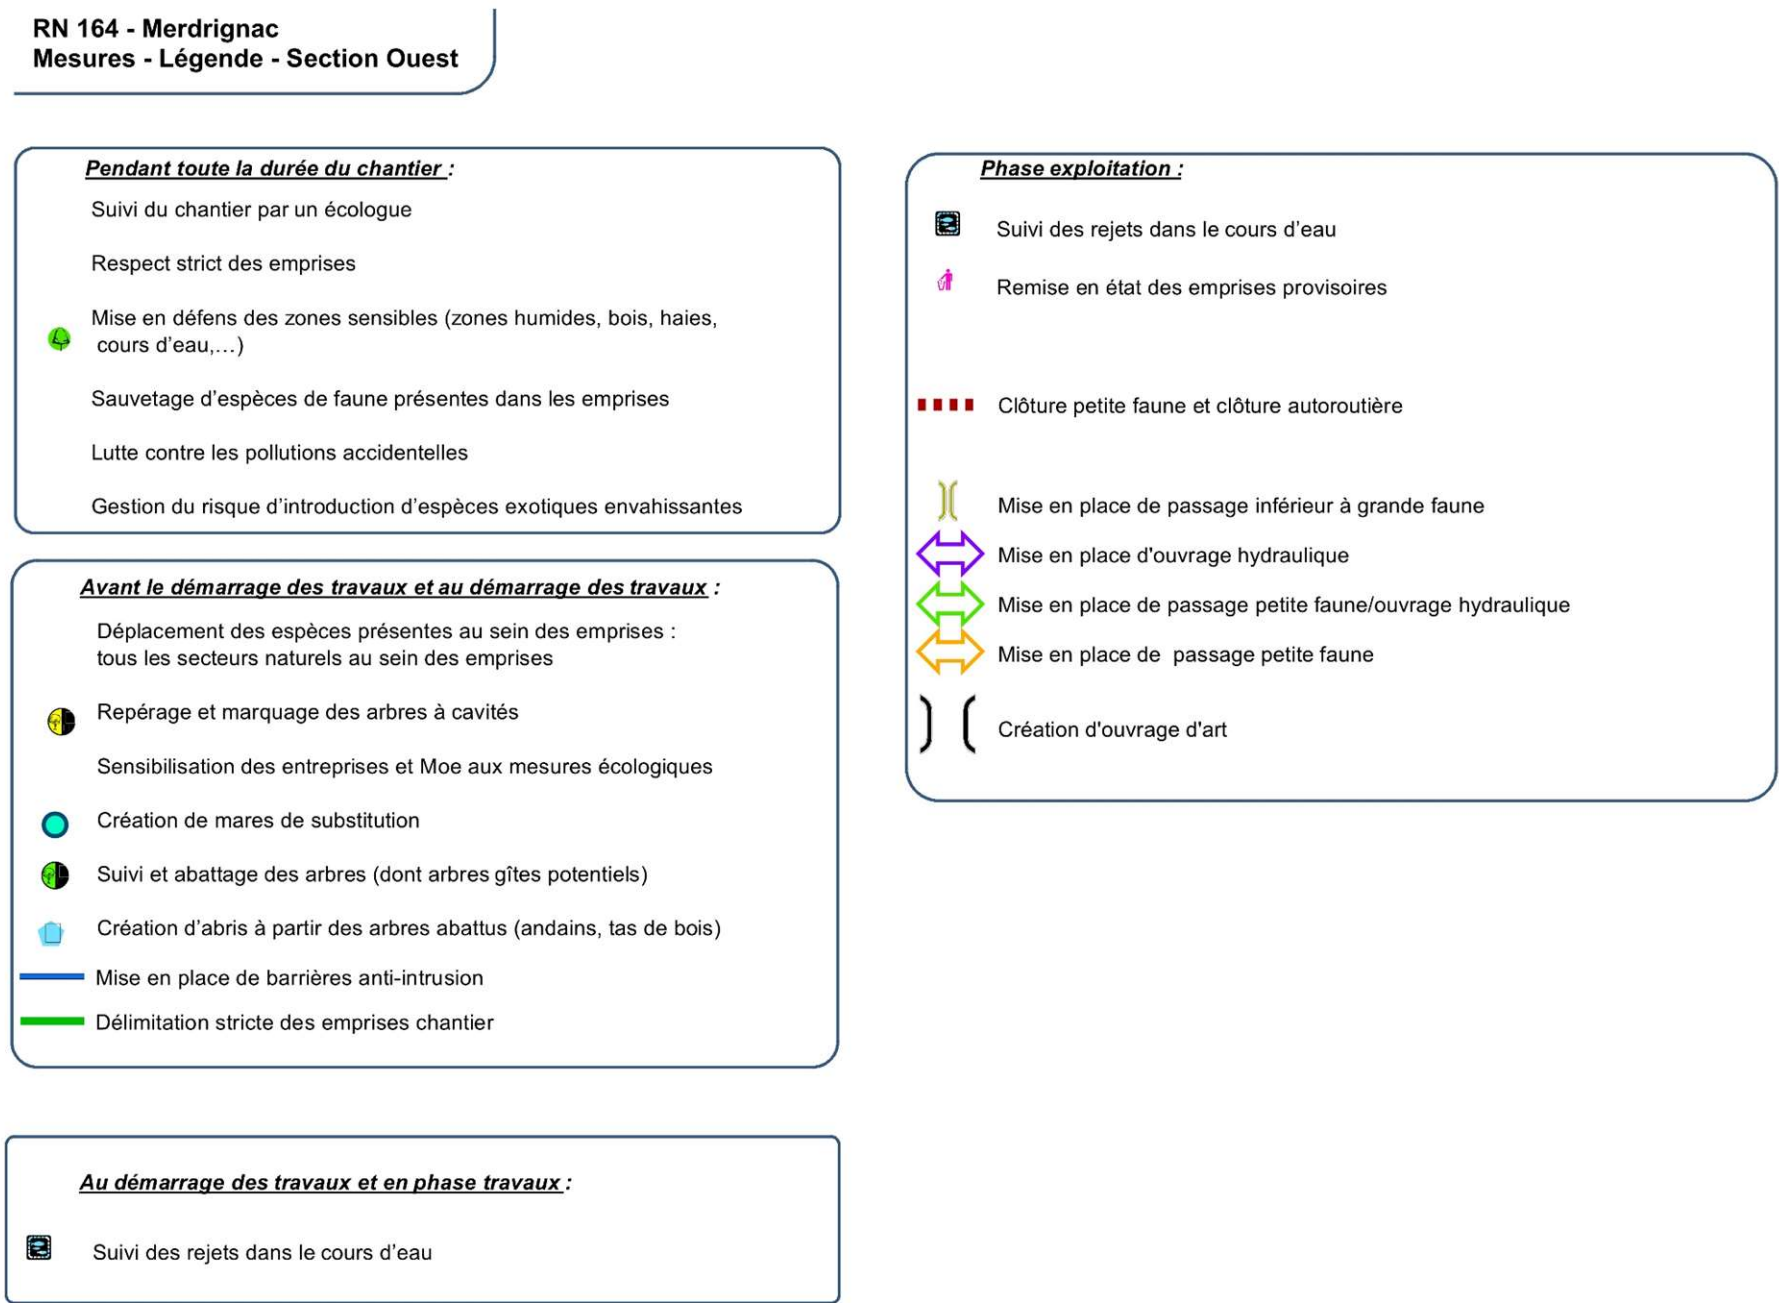 RN 164 - Merdrignac
Mesures - Légende - Section Ouest
Pendant toute la durée du chantier :
Suivi du chantier par un écologue
Respect strict des emprises
Mise en défens des zones sensibles (zones humides, bois, haies,
cours d'eau,…)
Sauvetage d'espèces de faune présentes dans les emprises
Lutte contre les pollutions accidentelles
Gestion du risque d'introduction d'espèces exotiques envahissantes
Avant le démarrage des travaux et au démarrage des travaux :
Déplacement des espèces présentes au sein des emprises :
tous les secteurs naturels au sein des emprises
Repérage et marquage des arbres à cavités
Sensibilisation des entreprises et Moe aux mesures écologiques
Création de mares de substitution
Suivi et abattage des arbres (dont arbres gîtes potentiels)
Création d'abris à partir des arbres abattus (andains, tas de bois)
Mise en place de barrières anti-intrusion
Délimitation stricte des emprises chantier
Au démarrage des travaux et en phase travaux :
Suivi des rejets dans le cours d'eau
Phase exploitation :
Suivi des rejets dans le cours d'eau
Remise en état des emprises provisoires
Clôture petite faune et clôture autoroutière
Mise en place de passage inférieur à grande faune
Mise en place d'ouvrage hydraulique
Mise en place de passage petite faune/ouvrage hydraulique
Mise en place de passage petite faune
Création d'ouvrage d'art